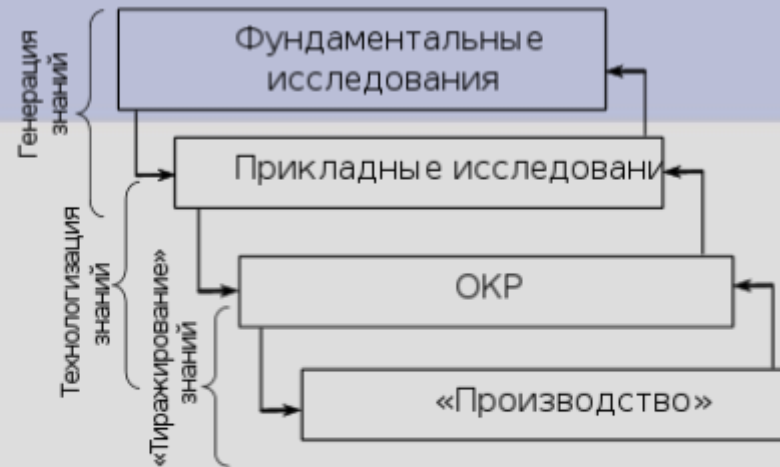 Фундаментальные
исследования
Прикладные исследовани
ОКР
«Производство»
Генерация
знаний
Технологизация
знаний
«Тиражирование»
знаний